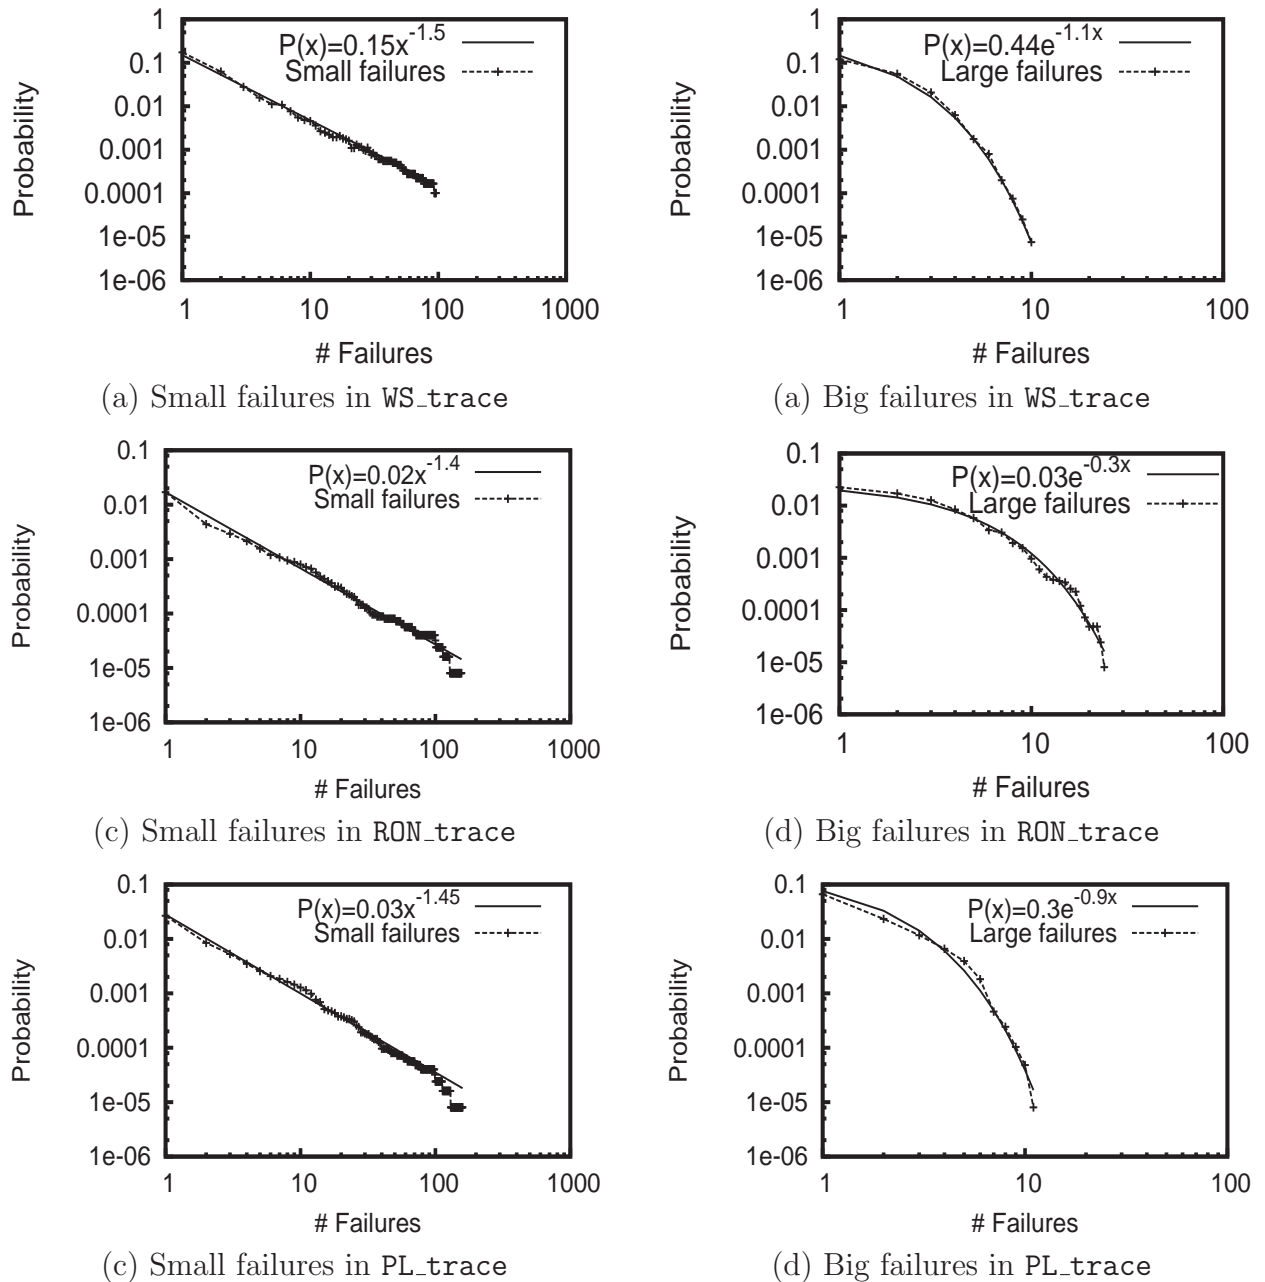 1
0.1
0.01
0.001
0.0001
1e-05
1e-06
1 10 100 1000
Probability
# Failures
P(x)=0.15x^-1.5
Small failures
(a) Small failures in WS_trace
1
0.1
0.01
0.001
0.0001
1e-05
1e-06
1 10 100
Probability
# Failures
P(x)=0.44e^-1.1x
Large failures
(a) Big failures in WS_trace
0.1
0.01
0.001
0.0001
1e-05
1e-06
1 10 100 1000
Probability
# Failures
P(x)=0.02x^-1.4
Small failures
(c) Small failures in RON_trace
0.1
0.01
0.001
0.0001
1e-05
1e-06
1 10 100
Probability
# Failures
P(x)=0.03e^-0.3x
Large failures
(d) Big failures in RON_trace
0.1
0.01
0.001
0.0001
1e-05
1e-06
1 10 100 1000
Probability
# Failures
P(x)=0.03x^-1.45
Small failures
(c) Small failures in PL_trace
0.1
0.01
0.001
0.0001
1e-05
1e-06
1 10 100
Probability
# Failures
P(x)=0.3e^-0.9x
Large failures
(d) Big failures in PL_trace